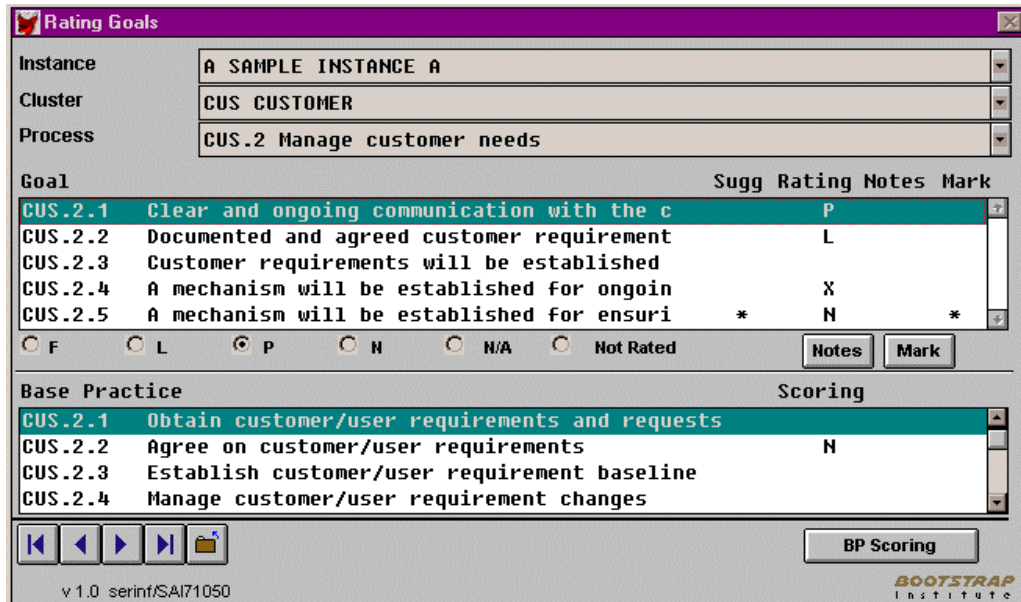 Rating Goals
Instance A SAMPLE INSTANCE A
Cluster CUS CUSTOMER
Process CUS.2 Manage customer needs
Goal Sugg Rating Notes Mark
CUS.2.1 Clear and ongoing communication with the c P
CUS.2.2 Documented and agreed customer requirement L
CUS.2.3 Customer requirements will be established
CUS.2.4 A mechanism will be established for ongoin X
CUS.2.5 A mechanism will be established for ensuri * N *
F L P N N/A Not Rated Notes Mark
Base Practice Scoring
CUS.2.1 Obtain customer/user requirements and requests
CUS.2.2 Agree on customer/user requirements N
CUS.2.3 Establish customer/user requirement baseline
CUS.2.4 Manage customer/user requirement changes
BP Scoring
v 1.0 serinf/SAI71050
BOOTSTRAP
Institute